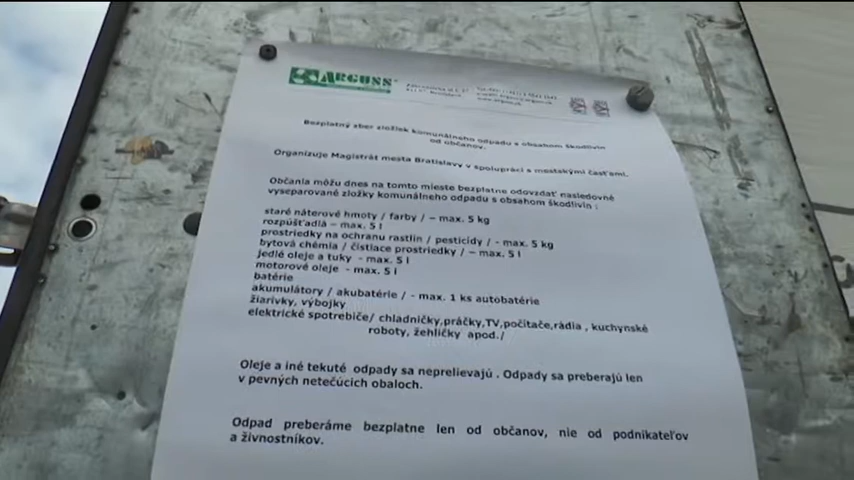 ARGUSS
Bezplatný zber zložiek komunálneho odpadu s obsahom škodlivín
od občanov.
Organizuje Magistrát mesta Bratislavy v spolupráci s mestskými časťami.
Občania môžu dnes na tomto mieste bezplatne odovzdať nasledovné
vyseparované zložky komunálneho odpadu s obsahom škodlivín :
staré náterové hmoty / farby / – max. 5 kg
rozpúšťadlá – max. 5 l
prostriedky na ochranu rastlín / pesticídy / - max. 5 kg
bytová chémia / čistiace prostriedky / – max. 5 l
jedlé oleje a tuky - max. 5 l
motorové oleje - max. 5 l
batérie
akumulátory / akubatérie / - max. 1 ks autobatérie
žiarivky, výbojky
elektrické spotrebiče/ chladničky,práčky,TV,počítače,rádia , kuchynské
roboty, žehličky apod./
Oleje a iné tekuté odpady sa neprelievajú . Odpady sa preberajú len
v pevných netečúcich obaloch.
Odpad preberáme bezplatne len od občanov, nie od podnikateľov
a živnostníkov.